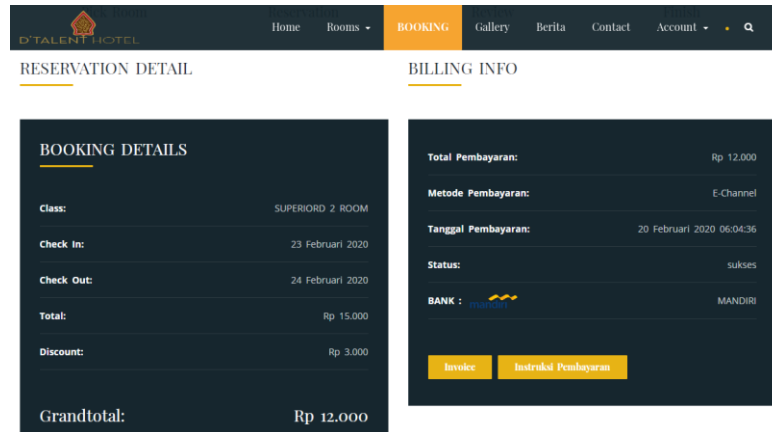 D'TALENT HOTEL
Home Rooms BOOKING Gallery Berita Contact Account
RESERVATION DETAIL
BOOKING DETAILS
Class: SUPERIORD 2 ROOM
Check In: 23 Februari 2020
Check Out: 24 Februari 2020
Total: Rp 15.000
Discount: Rp 3.000
Grandtotal: Rp 12.000
BILLING INFO
Total Pembayaran: Rp 12.000
Metode Pembayaran: E-Channel
Tanggal Pembayaran: 20 Februari 2020 06:04:36
Status: sukses
BANK : mandiri MANDIRI
Invoice Instruksi Pembayaran